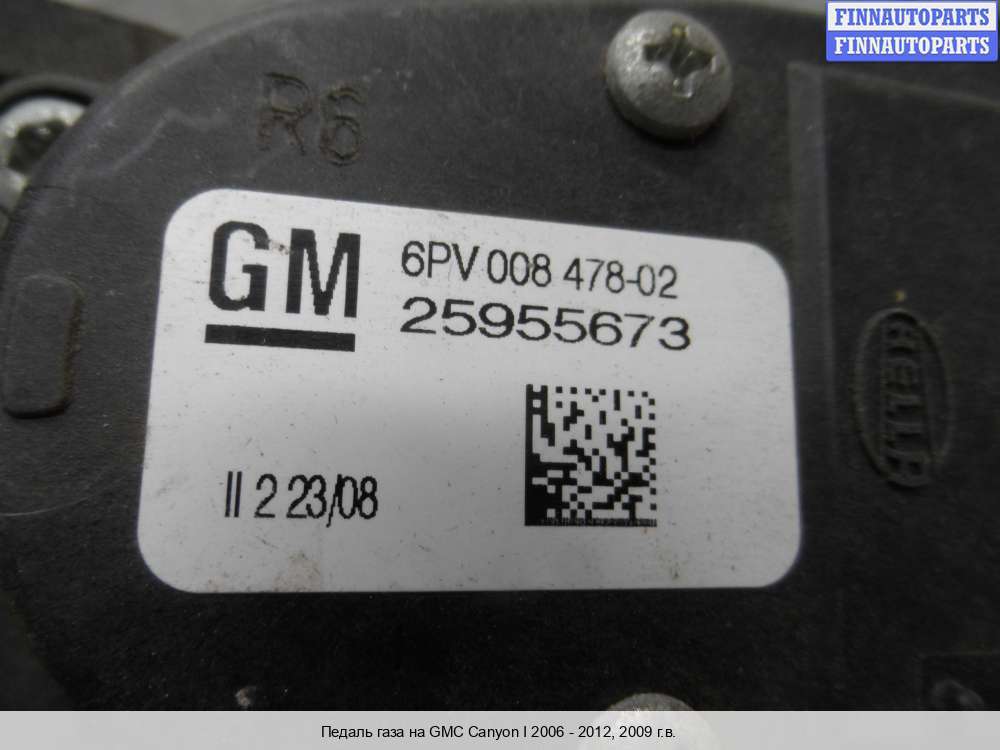 FINNAUTOPARTS
FINNAUTOPARTS
R6
GM
6PV 008 478-02
25955673
HELLA
II 2 23/08
Педаль газа на GMC Canyon I 2006 - 2012, 2009 г.в.